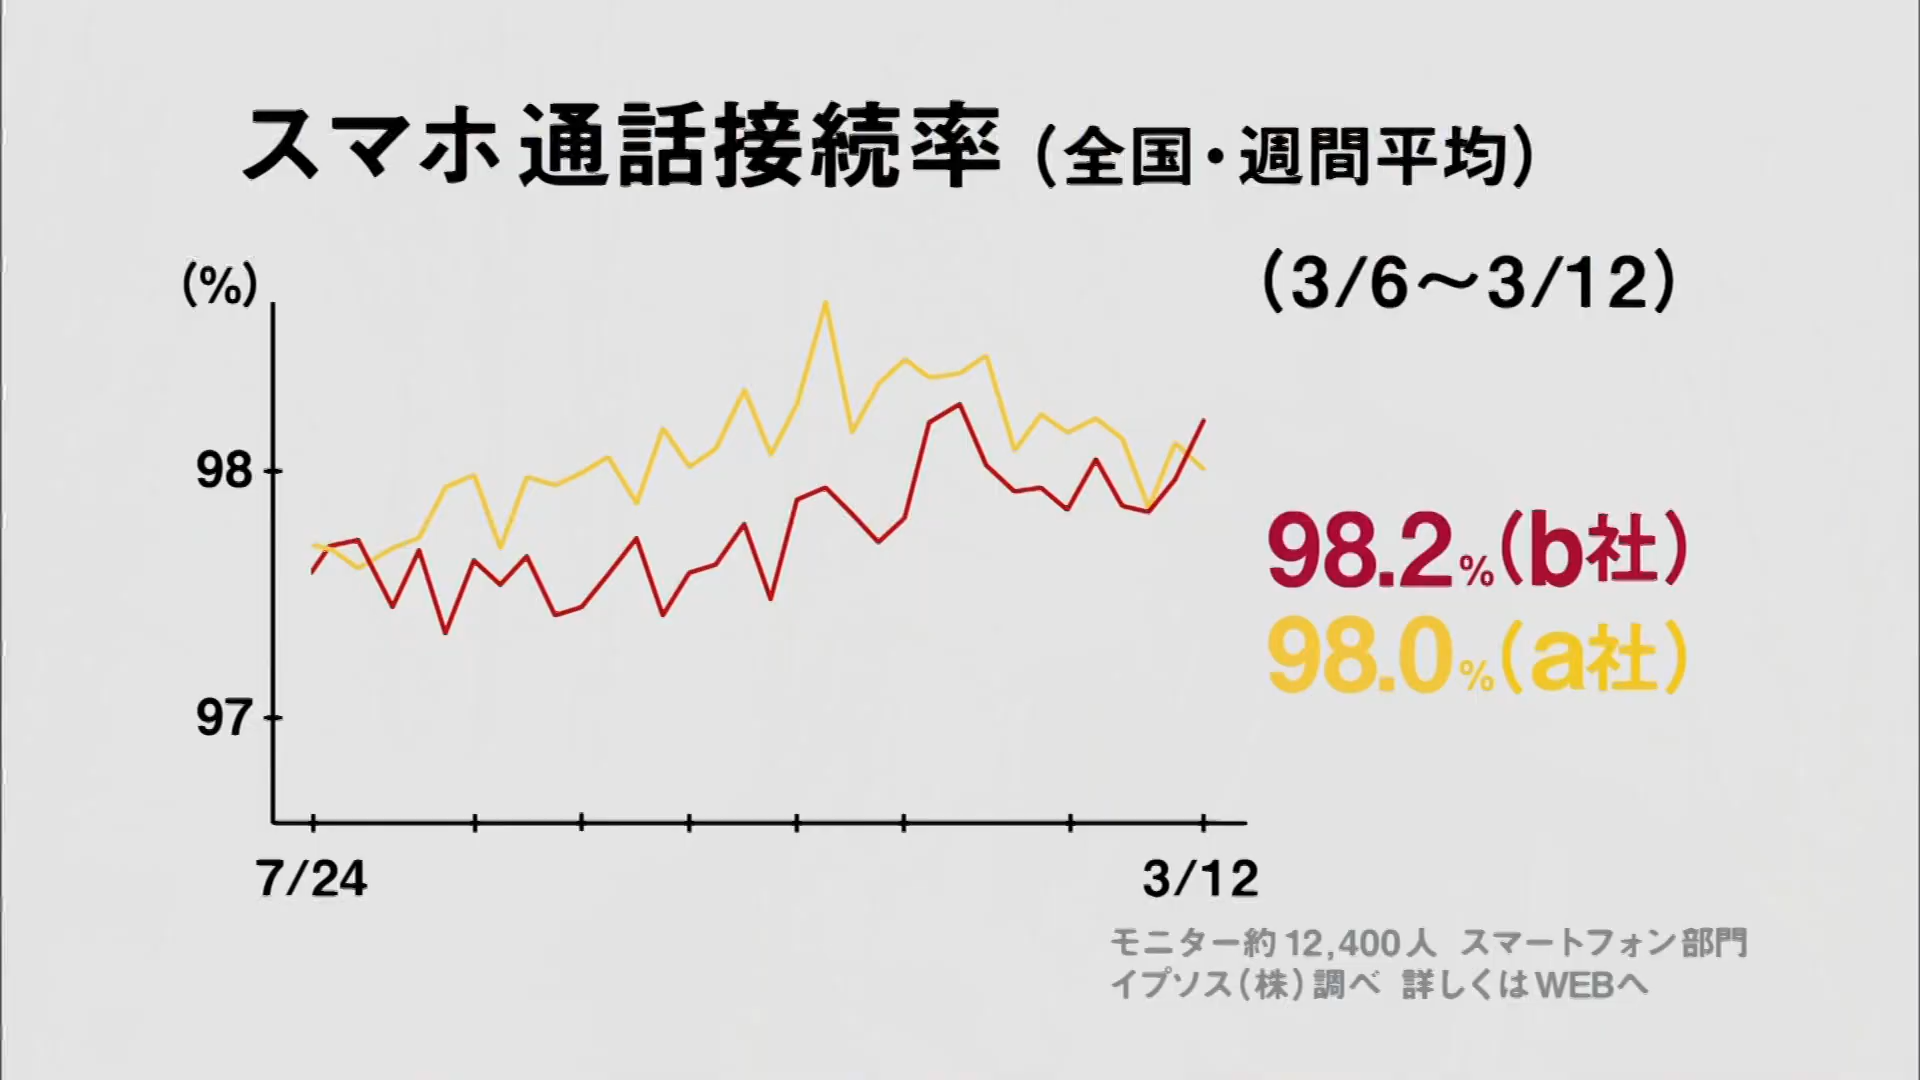 スマホ通話接続率(全国・週間平均)
(3/6〜3/12)
(%)
98
97
98.2%(b社)
98.0%(a社)
7/24
3/12
モニター約12,400人 スマートフォン部門
イプソス(株)調べ 詳しくはWEBへ